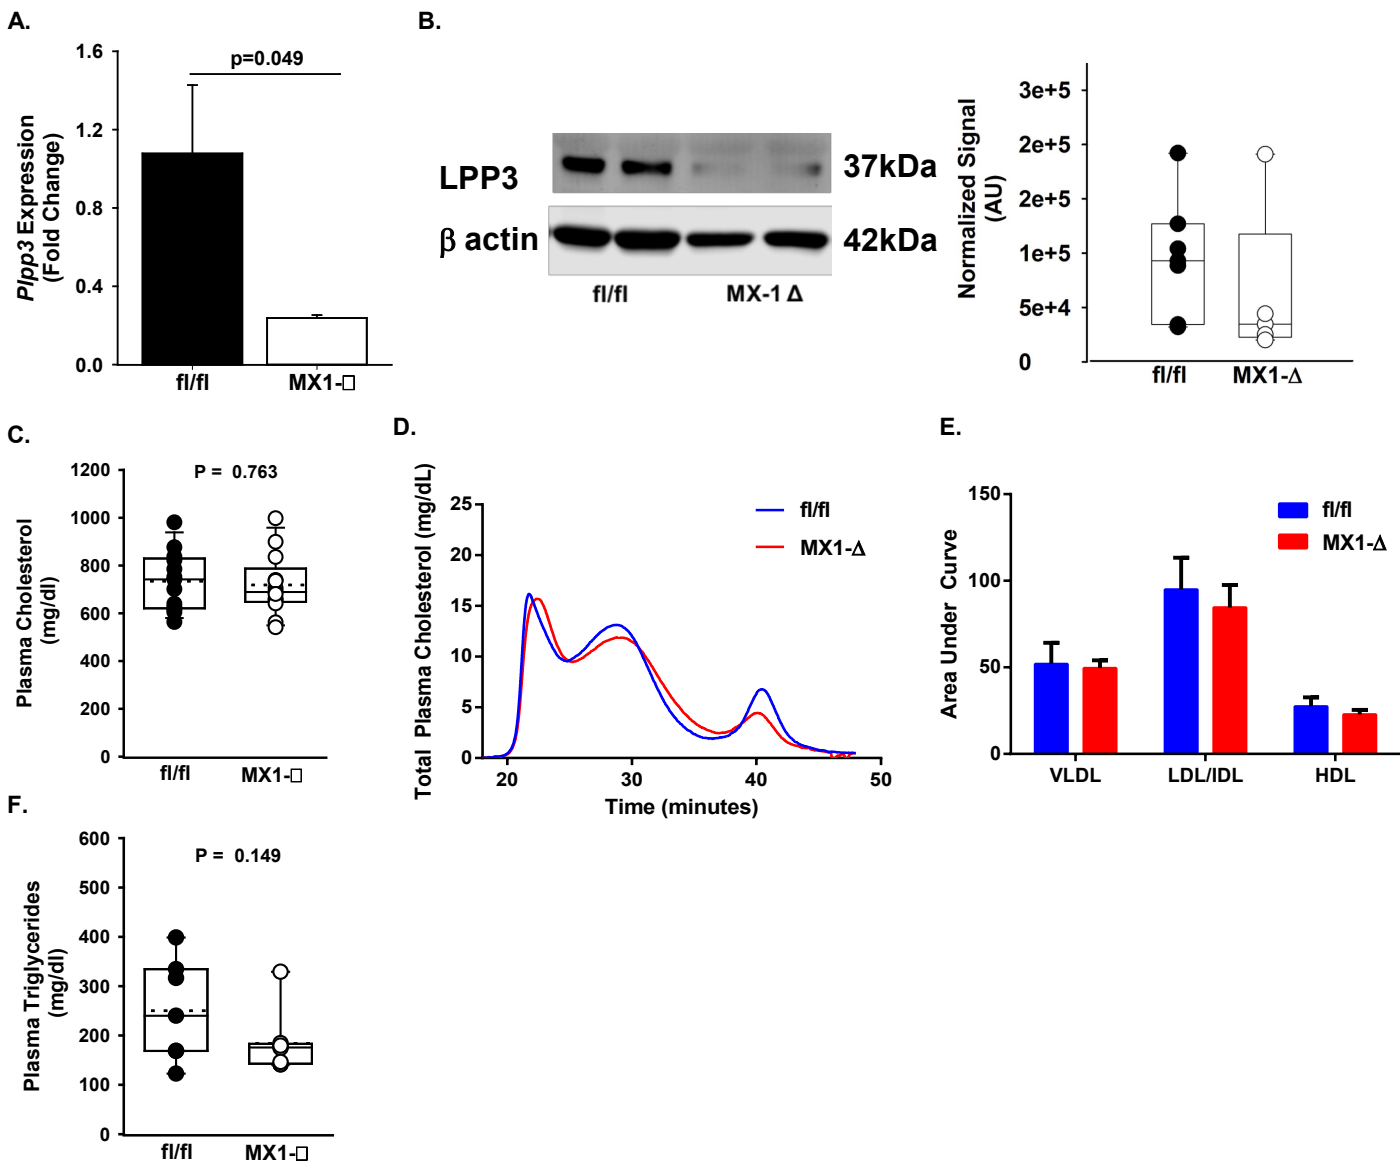 A.
1.6
1.2
0.8
0.4
0.0
Plpp3 Expression
(Fold Change)
p=0.049
fl/fl
MX1-□
B.
LPP3
37kDa
β actin
42kDa
fl/fl
MX-1 Δ
Normalized Signal
(AU)
3e+5
2e+5
2e+5
1e+5
5e+4
0
fl/fl
MX1-Δ
C.
Plasma Cholesterol
(mg/dl)
1200
1000
800
600
400
200
0
P = 0.763
fl/fl
MX1-□
D.
Total Plasma Cholesterol (mg/dL)
25
20
15
10
5
0
20
30
40
50
Time (minutes)
fl/fl
MX1-Δ
E.
Area Under Curve
150
100
50
0
fl/fl
MX1-Δ
VLDL
LDL/IDL
HDL
F.
Plasma Triglycerides
(mg/dl)
600
500
400
300
200
100
0
P = 0.149
fl/fl
MX1-□